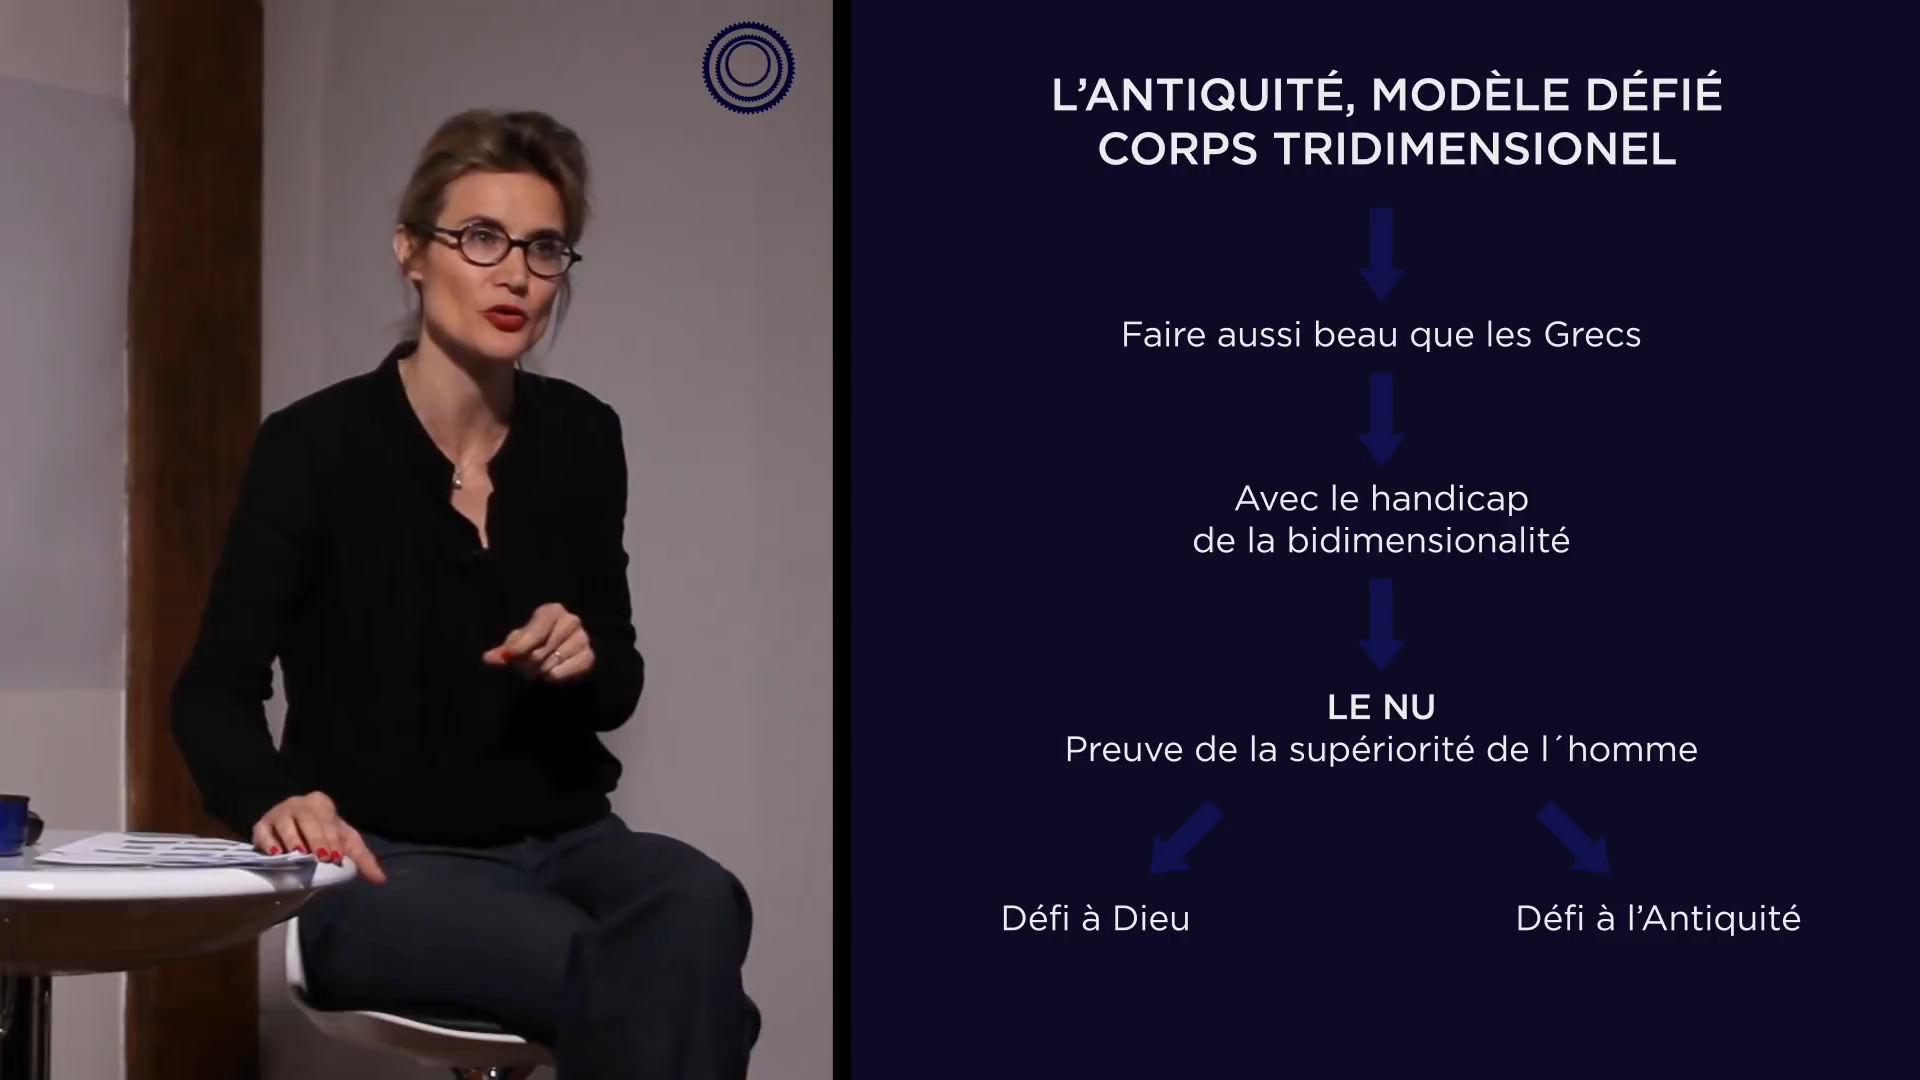 L’ANTIQUITÉ, MODÈLE DÉFIÉ
CORPS TRIDIMENSIONEL
Faire aussi beau que les Grecs
Avec le handicap
de la bidimensionalité
LE NU
Preuve de la supériorité de l´homme
Défi à Dieu
Défi à l’Antiquité